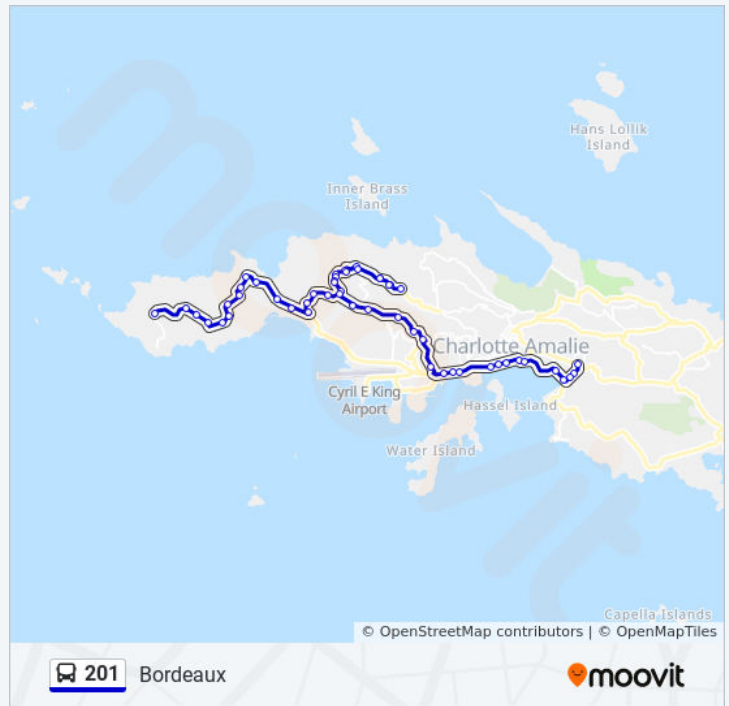 Hans Lollik
Island
Inner Brass
Island
Charlotte Amalie
Cyril E King
Airport
Hassel Island
Water Island
Capella Islands
© OpenStreetMap contributors | © OpenMapTiles
201 Bordeaux
moovit
moovit